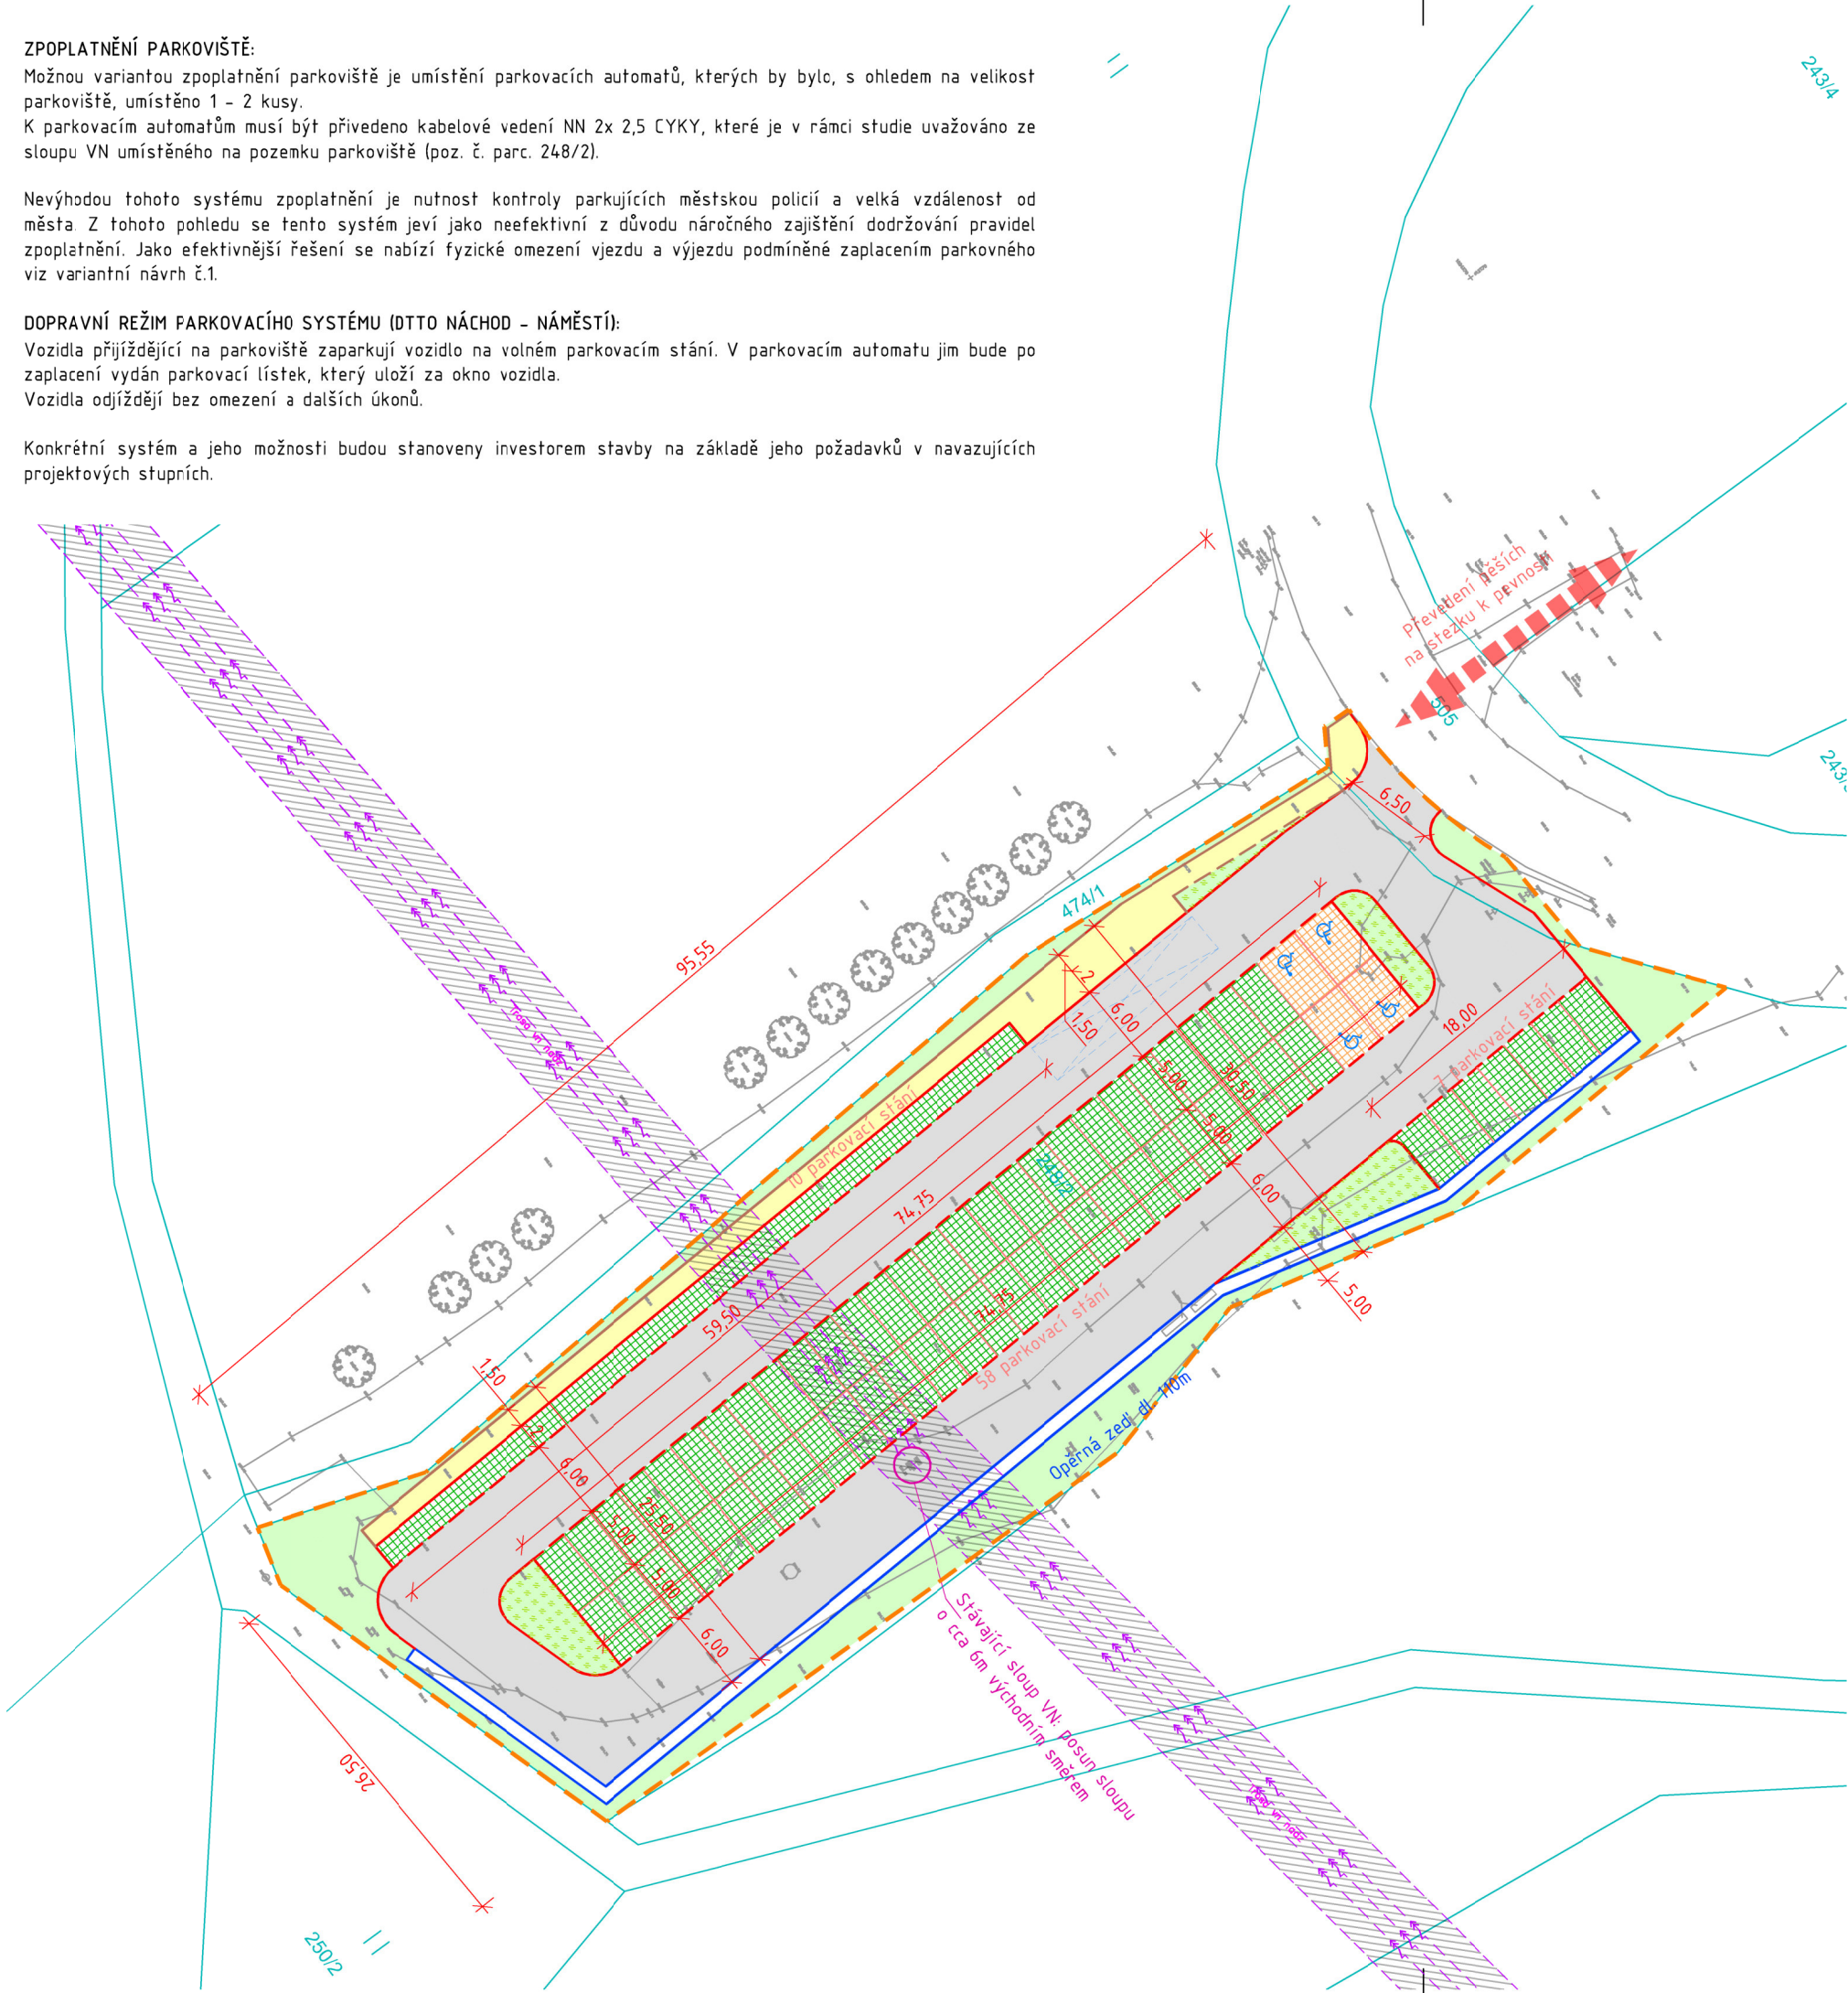 ZPOPLATNĚNÍ PARKOVIŠTĚ:
Možnou variantou zpoplatnění parkoviště je umístění parkovacích automatů, kterých by bylo, s ohledem na velikost
parkoviště, umístěno 1 - 2 kusy.
K parkovacím automatům musí být přivedeno kabelové vedení NN 2x 2,5 CYKY, které je v rámci studie uvažováno ze
sloupu VN umístěného na pozemku parkoviště (poz. č. parc. 248/2).
Nevýhodou tohoto systému zpoplatnění je nutnost kontroly parkujících městskou policií a velká vzdálenost od
města. Z tohoto pohledu se tento systém jeví jako neefektivní z důvodu náročného zajištění dodržování pravidel
zpoplatnění. Jako efektivnější řešení se nabízí fyzické omezení vjezdu a výjezdu podmíněné zaplacením parkovného
viz variantní návrh č.1.
DOPRAVNÍ REŽIM PARKOVACÍHO SYSTÉMU (DTTO NÁCHOD - NÁMĚSTÍ):
Vozidla přijíždějící na parkoviště zaparkují vozidlo na volném parkovacím stání. V parkovacím automatu jim bude po
zaplacení vydán parkovací lístek, který uloží za okno vozidla.
Vozidla odjíždějí bez omezení a dalších úkonů.
Konkrétní systém a jeho možnosti budou stanoveny investorem stavby na základě jeho požadavků v navazujících
projektových stupních.
243/4
Převedení pěších
na stezku k pevnosti
505
6,50
474/1
95,55
2
1,50
6,00
5,00
30,50
5,00
18,00
7 parkovací stání
10 parkovací stání
248/2
74,75
6,00
5,00
59,50
74,75
58 parkovací stání
Opěrná zeď dl. 110m
1,50
2
6,00
25,50
5,00
5,00
6,00
Stávající sloup VN: posun sloupu
o cca 6m východním směrem
26,50
250/2